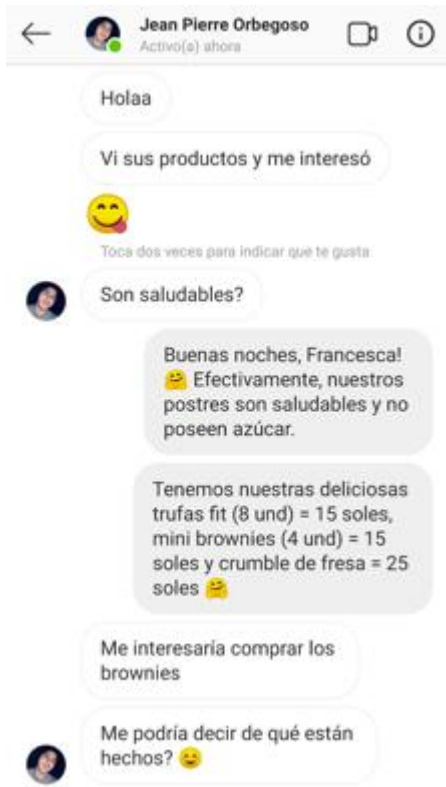 Jean Pierre Orbegoso
Activo(a) ahora
Holaa
Vi sus productos y me interesó
😋
Toca dos veces para indicar que te gusta
Son saludables?
Buenas noches, Francesca!
🤗 Efectivamente, nuestros
postres son saludables y no
poseen azúcar.
Tenemos nuestras deliciosas
trufas fit (8 und) = 15 soles,
mini brownies (4 und) = 15
soles y crumble de fresa = 25
soles 🤗
Me interesaría comprar los
brownies
Me podría decir de qué están
hechos? ☺️